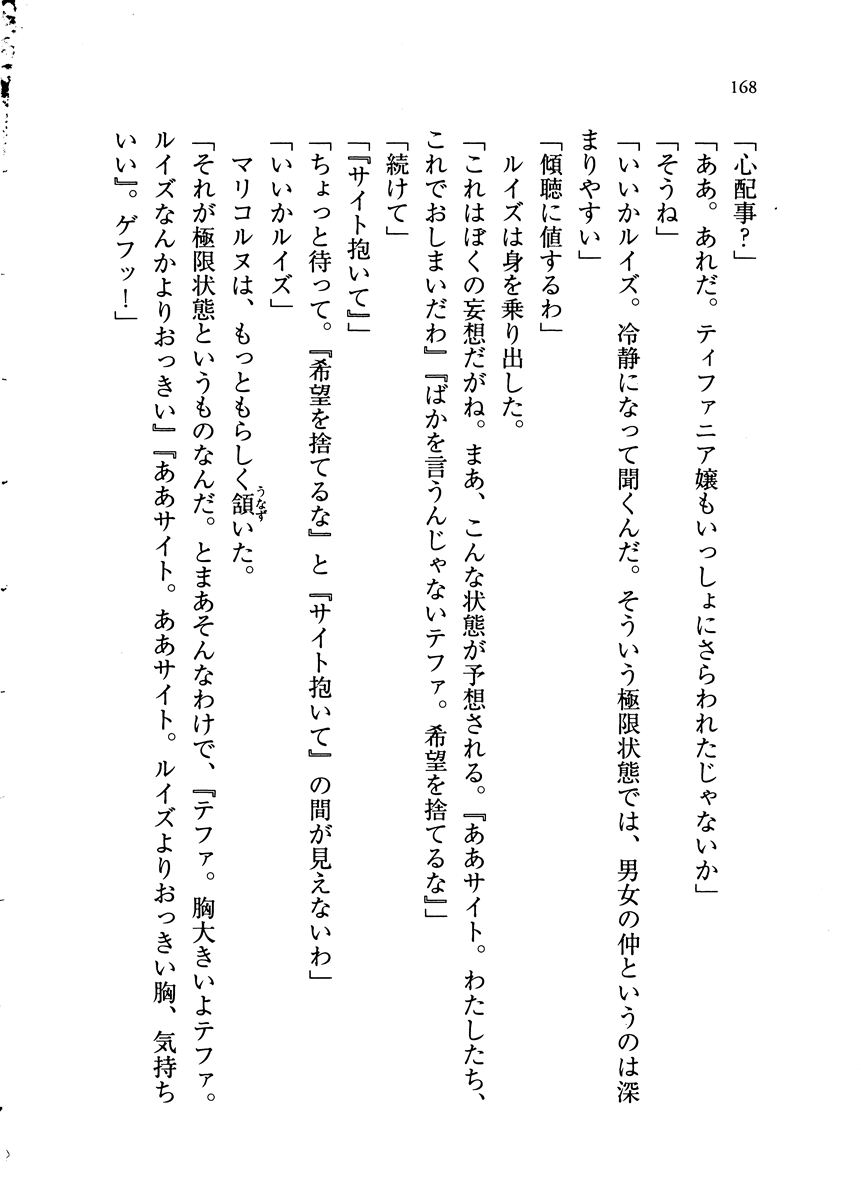 168
「心配事？」
「ああ。あれだ。ティファニア嬢もいっしょにさらわれたじゃないか」
「そうね」
「いいかルイズ。冷静になって聞くんだ。そういう極限状態では、男女の仲というのは深
まりやすい」
「傾聴に値するわ」
ルイズは身を乗り出した。
「これはぼくの妄想だがね。まあ、こんな状態が予想される。『ああサイト。わたしたち、
これでおしまいだわ』『ばかを言うんじゃないテファ。希望を捨てるな』」
「続けて」
「『サイト抱いて』」
「ちょっと待って。『希望を捨てるな』と『サイト抱いて』の間が見えないわ」
「いいかルイズ」
マリコルヌは、もっともらしく頷いた。
うなず
「それが極限状態というものなんだ。とまあそんなわけで、『テファ。胸大きいよテファ。
ルイズなんかよりおっきい』『ああサイト。ああサイト。ルイズよりおっきい胸、気持ち
いい』。ゲフッ！」